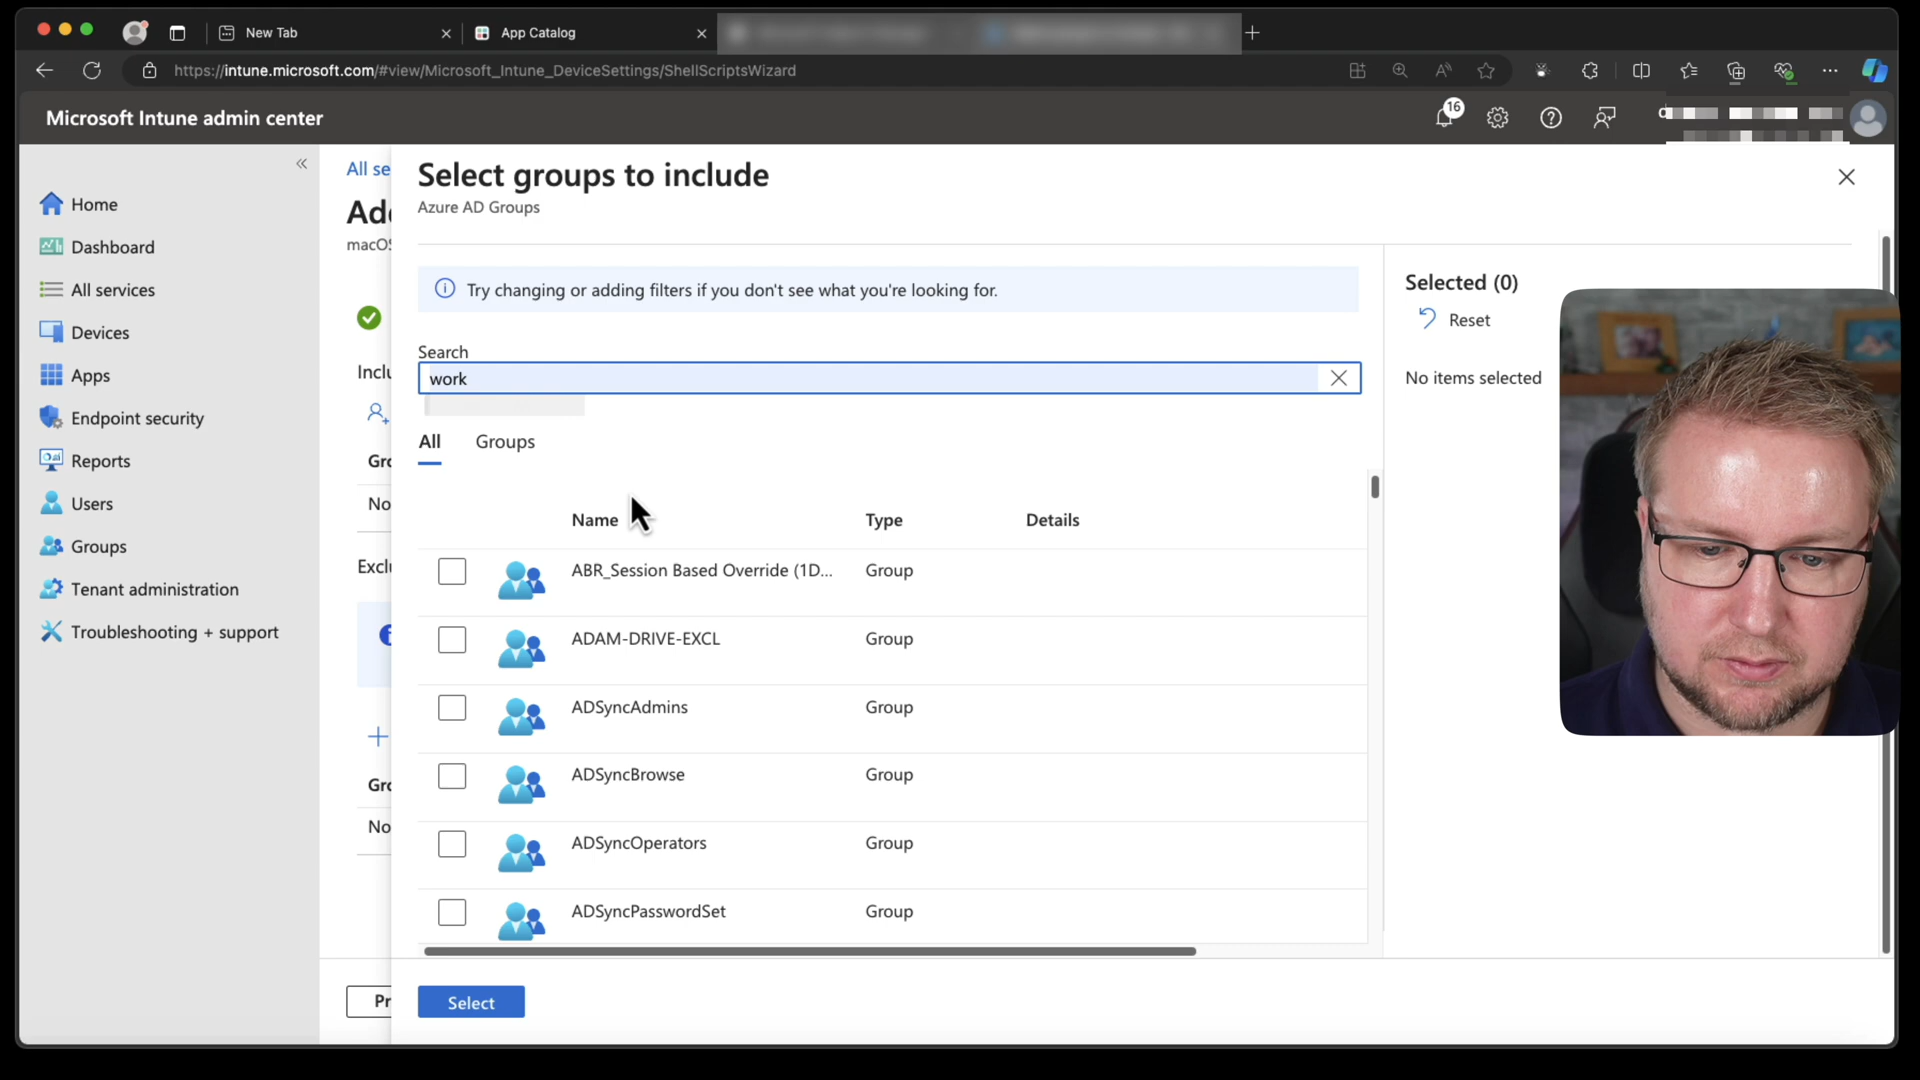 New Tab
App Catalog
https://intune.microsoft.com/#view/Microsoft_Intune_DeviceSettings/ShellScriptsWizard
Microsoft Intune admin center
16
Home
Dashboard
All services
Devices
Apps
Endpoint security
Reports
Users
Groups
Tenant administration
Troubleshooting + support
All se
Adc
macOS
Inclu
Gro
No
Exclu
Gro
No
Pr
Select groups to include
Azure AD Groups
Try changing or adding filters if you don't see what you're looking for.
Search
work
All Groups
Name Type Details
ABR_Session Based Override (1D... Group
ADAM-DRIVE-EXCL Group
ADSyncAdmins Group
ADSyncBrowse Group
ADSyncOperators Group
ADSyncPasswordSet Group
Select
Selected (0)
Reset
No items selected